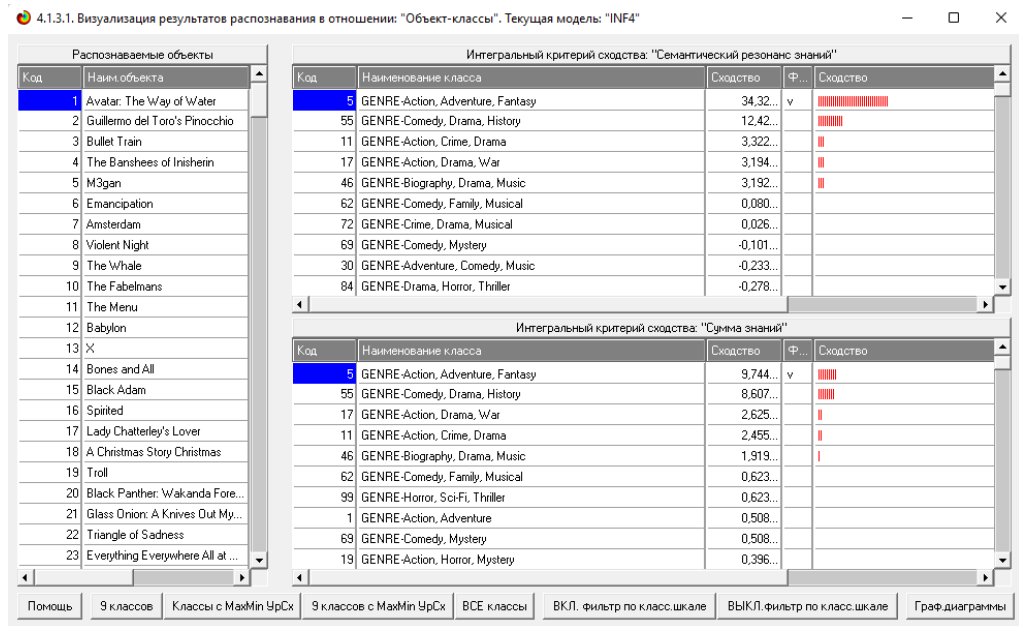 4.1.3.1. Визуализация результатов распознавания в отношении: "Объект-классы". Текущая модель: "INF4"
Распознаваемые объекты
Код Наим.объекта
1 Avatar: The Way of Water
2 Guillermo del Toro's Pinocchio
3 Bullet Train
4 The Banshees of Inisherin
5 M3gan
6 Emancipation
7 Amsterdam
8 Violent Night
9 The Whale
10 The Fabelmans
11 The Menu
12 Babylon
13 X
14 Bones and All
15 Black Adam
16 Spirited
17 Lady Chatterley's Lover
18 A Christmas Story Christmas
19 Troll
20 Black Panther: Wakanda Fore...
21 Glass Onion: A Knives Out My...
22 Triangle of Sadness
23 Everything Everywhere All at ...
Интегральный критерий сходства: "Семантический резонанс знаний"
Код Наименование класса Сходство Ф... Сходство
5 GENRE-Action, Adventure, Fantasy 34,32... v
55 GENRE-Comedy, Drama, History 12,42...
11 GENRE-Action, Crime, Drama 3,322...
17 GENRE-Action, Drama, War 3,194...
46 GENRE-Biography, Drama, Music 3,192...
62 GENRE-Comedy, Family, Musical 0,080...
72 GENRE-Crime, Drama, Musical 0,026...
69 GENRE-Comedy, Mystery -0,101...
30 GENRE-Adventure, Comedy, Music -0,233...
84 GENRE-Drama, Horror, Thriller -0,278...
Интегральный критерий сходства: "Сумма знаний"
Код Наименование класса Сходство Ф... Сходство
5 GENRE-Action, Adventure, Fantasy 9,744... v
55 GENRE-Comedy, Drama, History 8,607...
17 GENRE-Action, Drama, War 2,625...
11 GENRE-Action, Crime, Drama 2,455...
46 GENRE-Biography, Drama, Music 1,919...
62 GENRE-Comedy, Family, Musical 0,623...
99 GENRE-Horror, Sci-Fi, Thriller 0,623...
1 GENRE-Action, Adventure 0,508...
69 GENRE-Comedy, Mystery 0,508...
19 GENRE-Action, Horror, Mystery 0,396...
Помощь 9 классов Классы с MaxMin УрСх 9 классов с MaxMin УрСх ВСЕ классы ВКЛ. фильтр по класс.шкале ВЫКЛ.фильтр по класс.шкале Граф.диаграммы